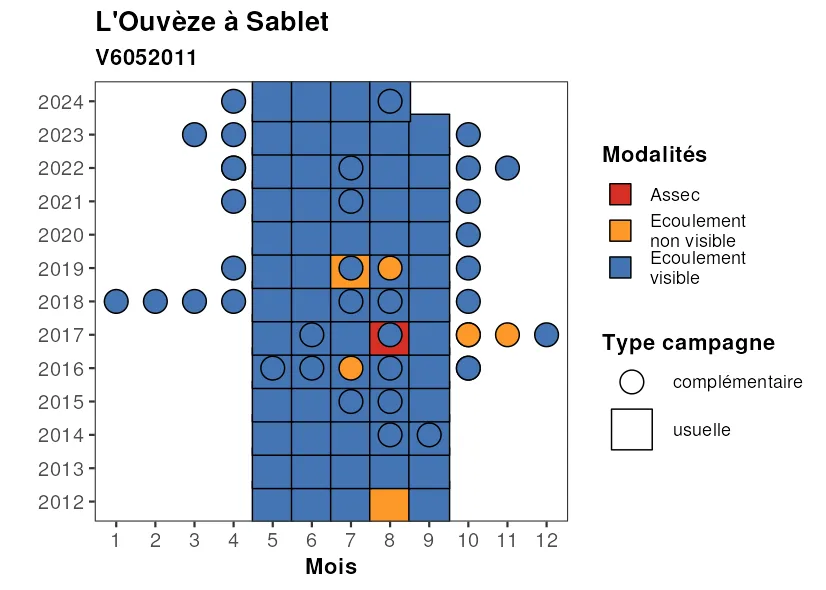 L'Ouvèze à Sablet
V6052011
2024
2023
2022
2021
2020
2019
2018
2017
2016
2015
2014
2013
2012
1 2 3 4 5 6 7 8 9 10 11 12
Mois
Modalités
Assec
Ecoulement
non visible
Ecoulement
visible
Type campagne
complémentaire
usuelle